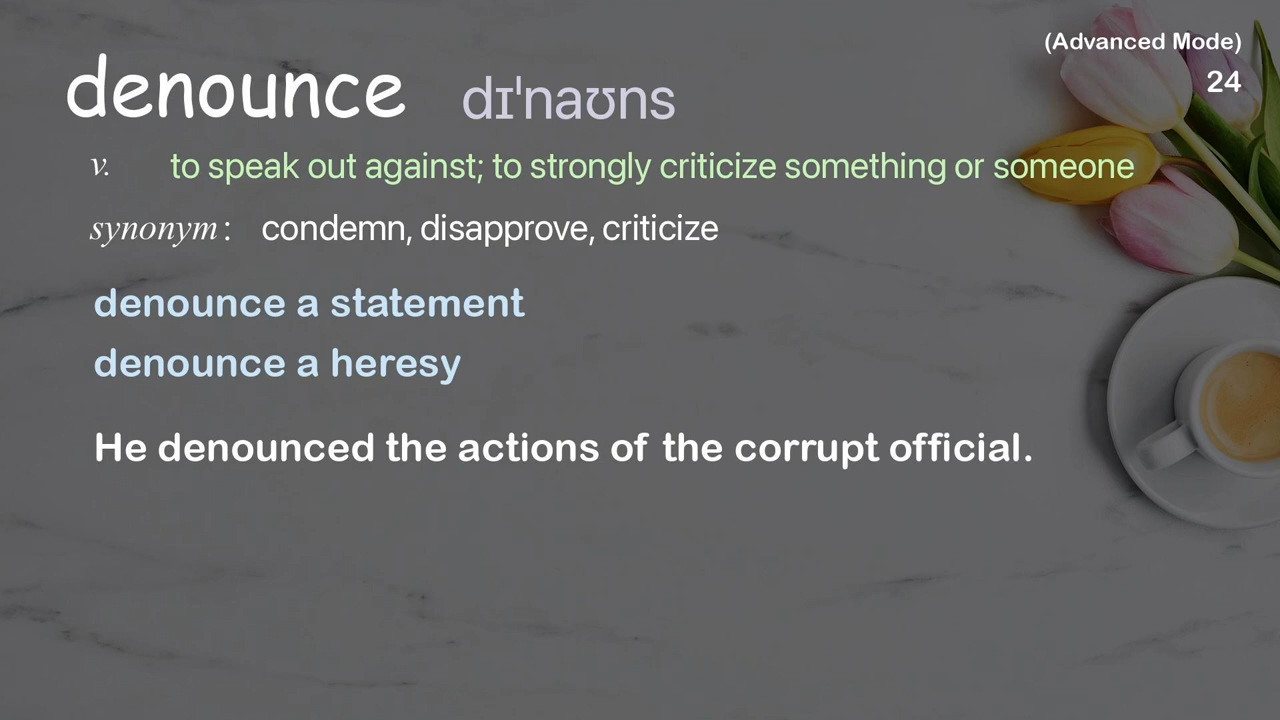 (Advanced Mode)
24
denounce dɪˈnaʊns
v. to speak out against; to strongly criticize something or someone
synonym: condemn, disapprove, criticize
denounce a statement
denounce a heresy
He denounced the actions of the corrupt official.